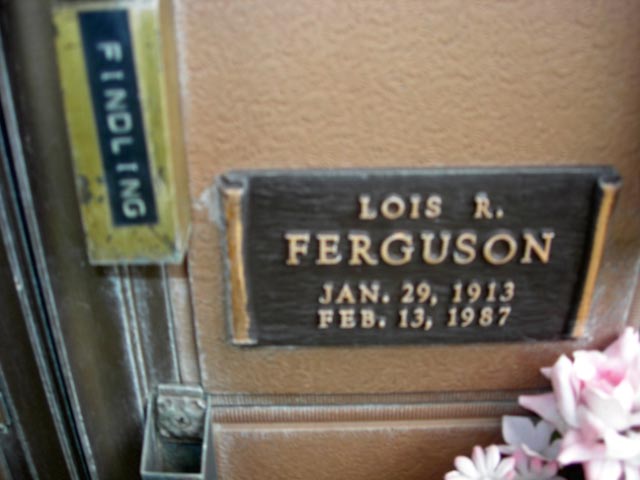 FINDLING
LOIS R.
FERGUSON
JAN. 29, 1913
FEB. 13, 1987